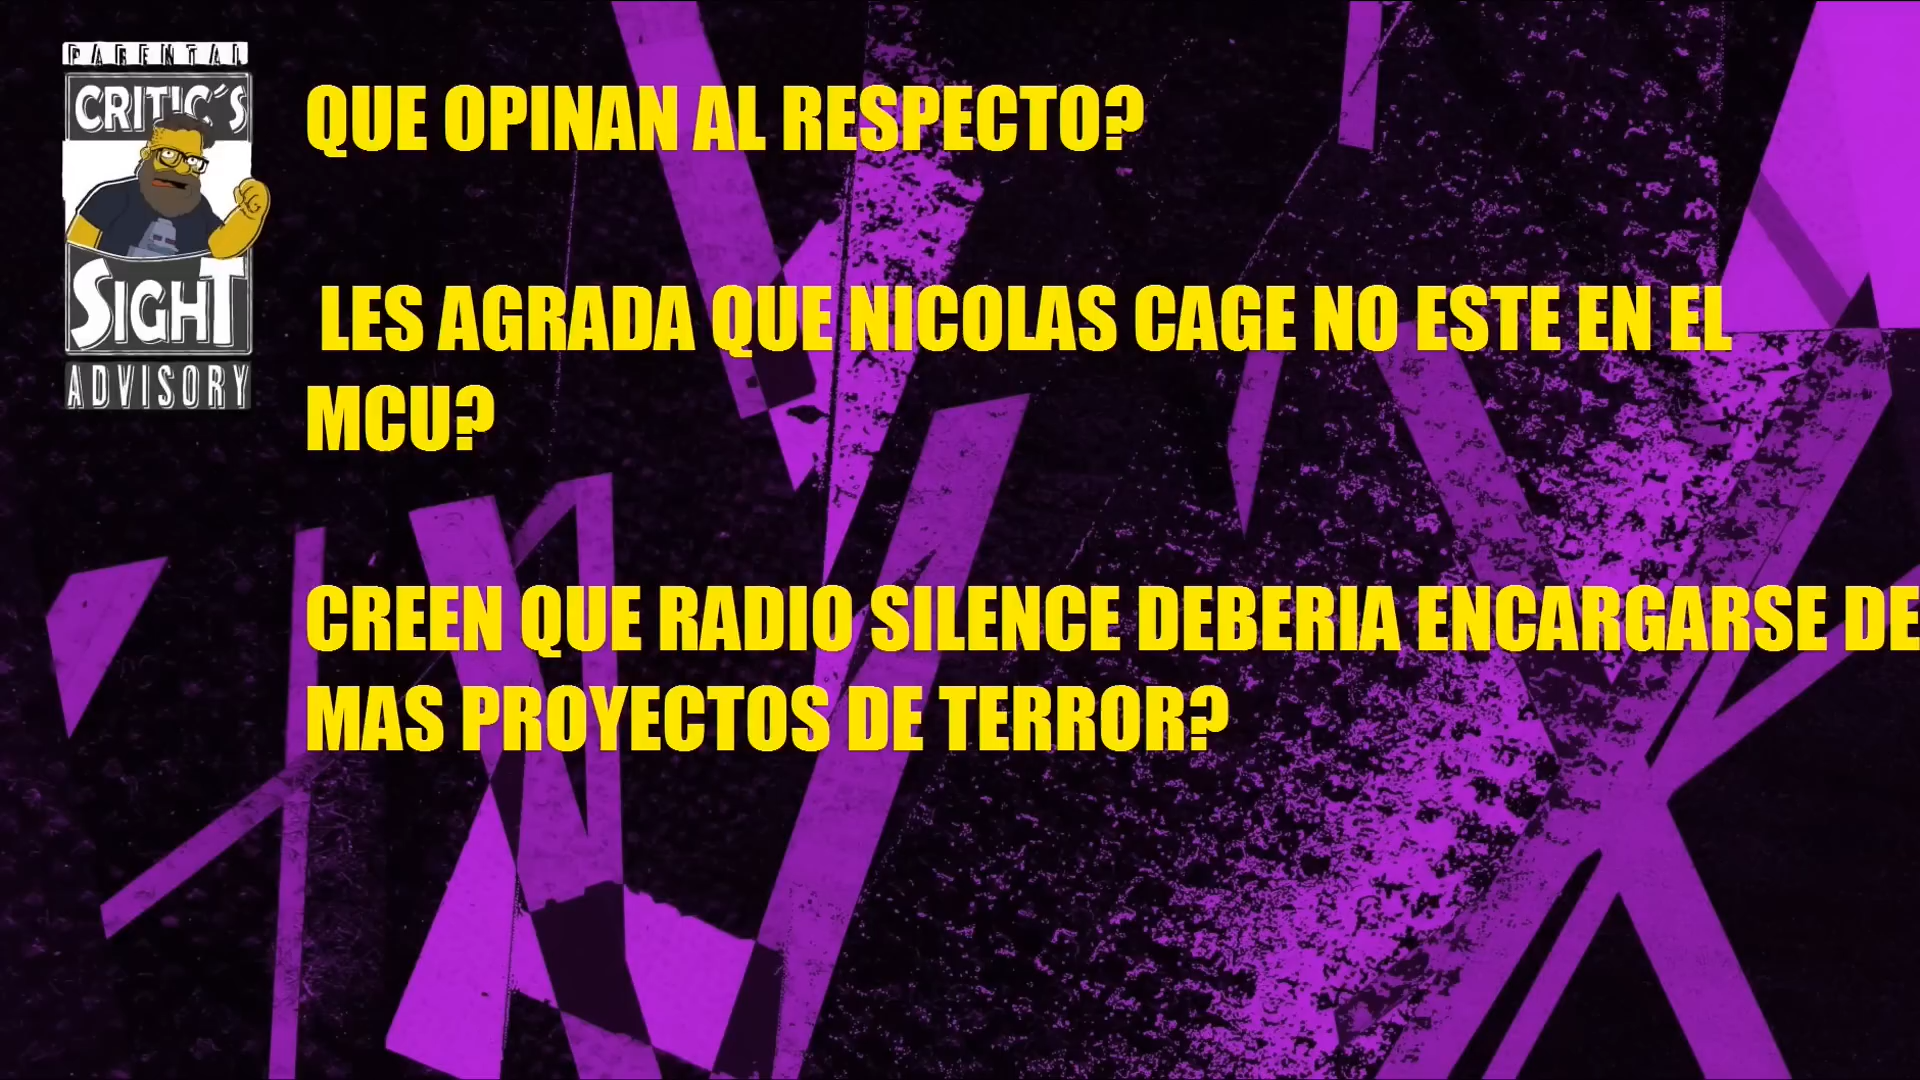 PARENTAL
CRITIC´S
SIGHT
ADVISORY
QUE OPINAN AL RESPECTO?
LES AGRADA QUE NICOLAS CAGE NO ESTE EN EL
MCU?
CREEN QUE RADIO SILENCE DEBERIA ENCARGARSE DE
MAS PROYECTOS DE TERROR?